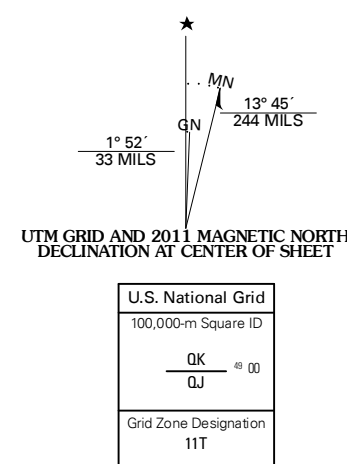 ★
MN
GN
13° 45´
244 MILS
1° 52´
33 MILS
UTM GRID AND 2011 MAGNETIC NORTH
DECLINATION AT CENTER OF SHEET
U.S. National Grid
100,000-m Square ID
QK
49 00
QJ
Grid Zone Designation
11T